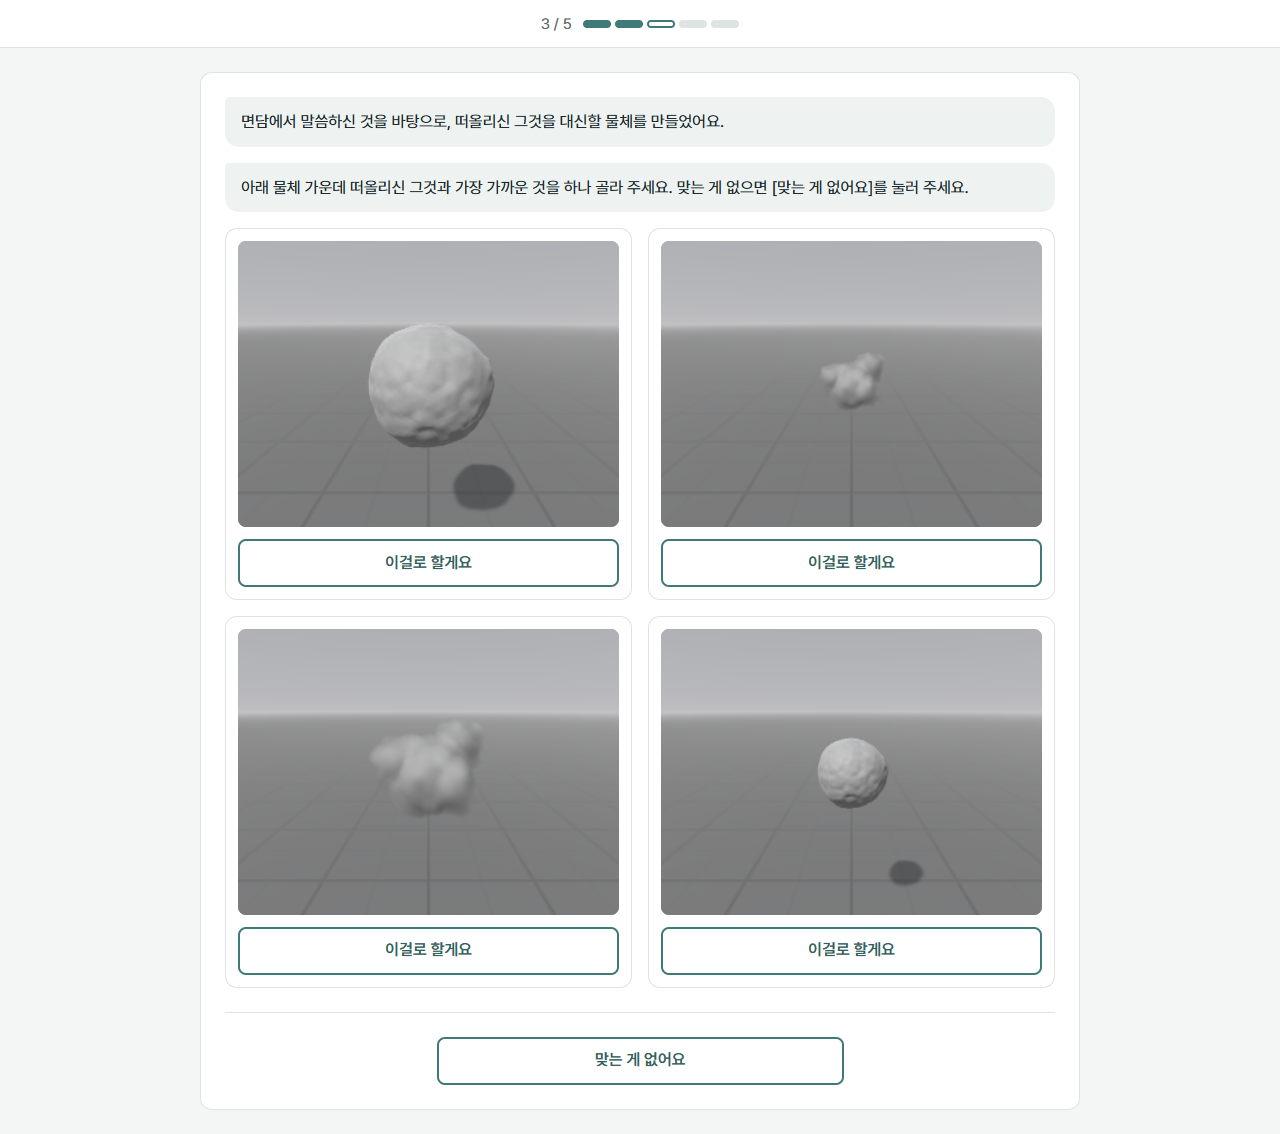 3 / 5
면담에서 말씀하신 것을 바탕으로, 떠올리신 그것을 대신할 물체를 만들었어요.
아래 물체 가운데 떠올리신 그것과 가장 가까운 것을 하나 골라 주세요. 맞는 게 없으면 [맞는 게 없어요]를 눌러 주세요.
이걸로 할게요
이걸로 할게요
이걸로 할게요
이걸로 할게요
맞는 게 없어요